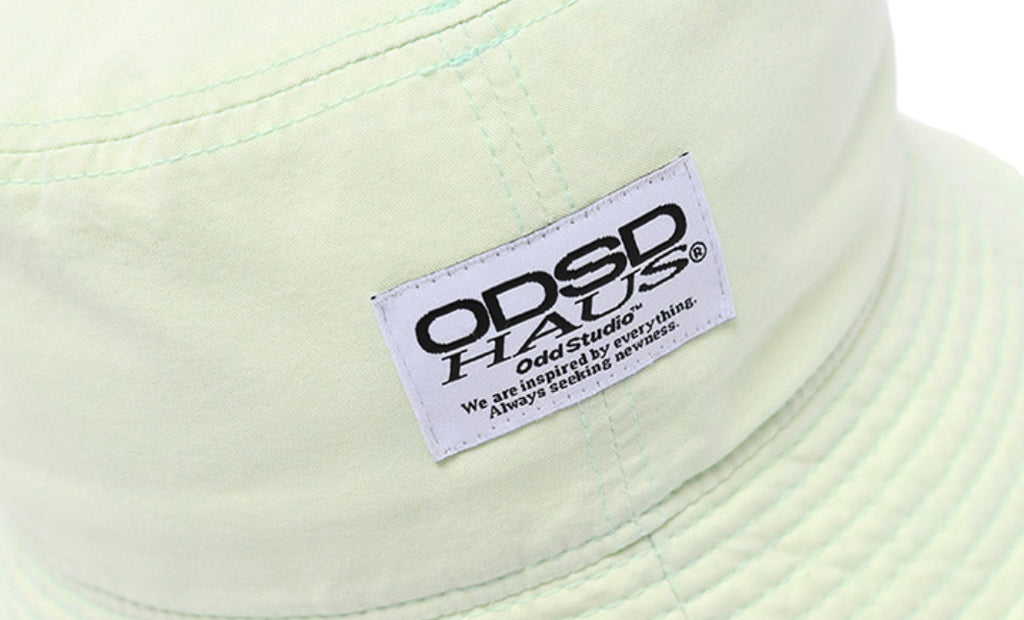 ODSD
HAUS®
OddStudio™
We are inspired by everything.
Always seeking newness.